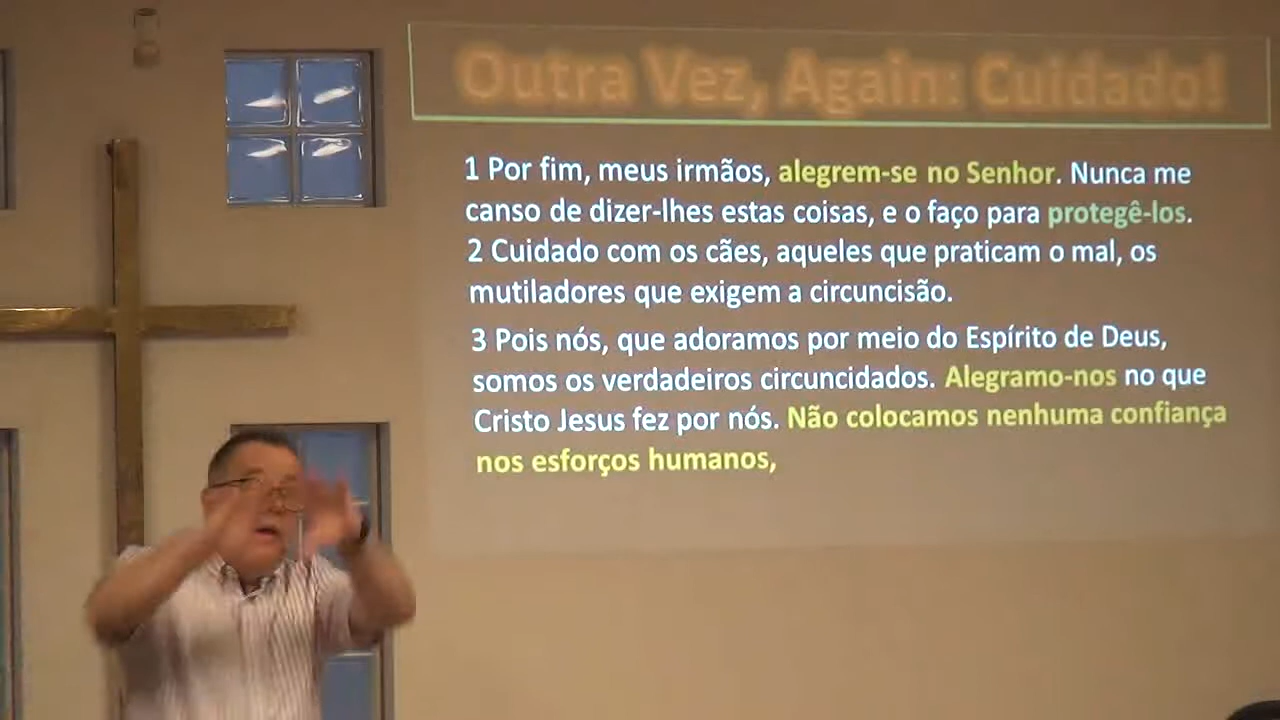 Outra Vez, Again: Cuidado!
1 Por fim, meus irmãos, alegrem-se no Senhor. Nunca me
canso de dizer-lhes estas coisas, e o faço para protegê-los.
2 Cuidado com os cães, aqueles que praticam o mal, os
mutiladores que exigem a circuncisão.
3 Pois nós, que adoramos por meio do Espírito de Deus,
somos os verdadeiros circuncidados. Alegramo-nos no que
Cristo Jesus fez por nós. Não colocamos nenhuma confiança
nos esforços humanos,